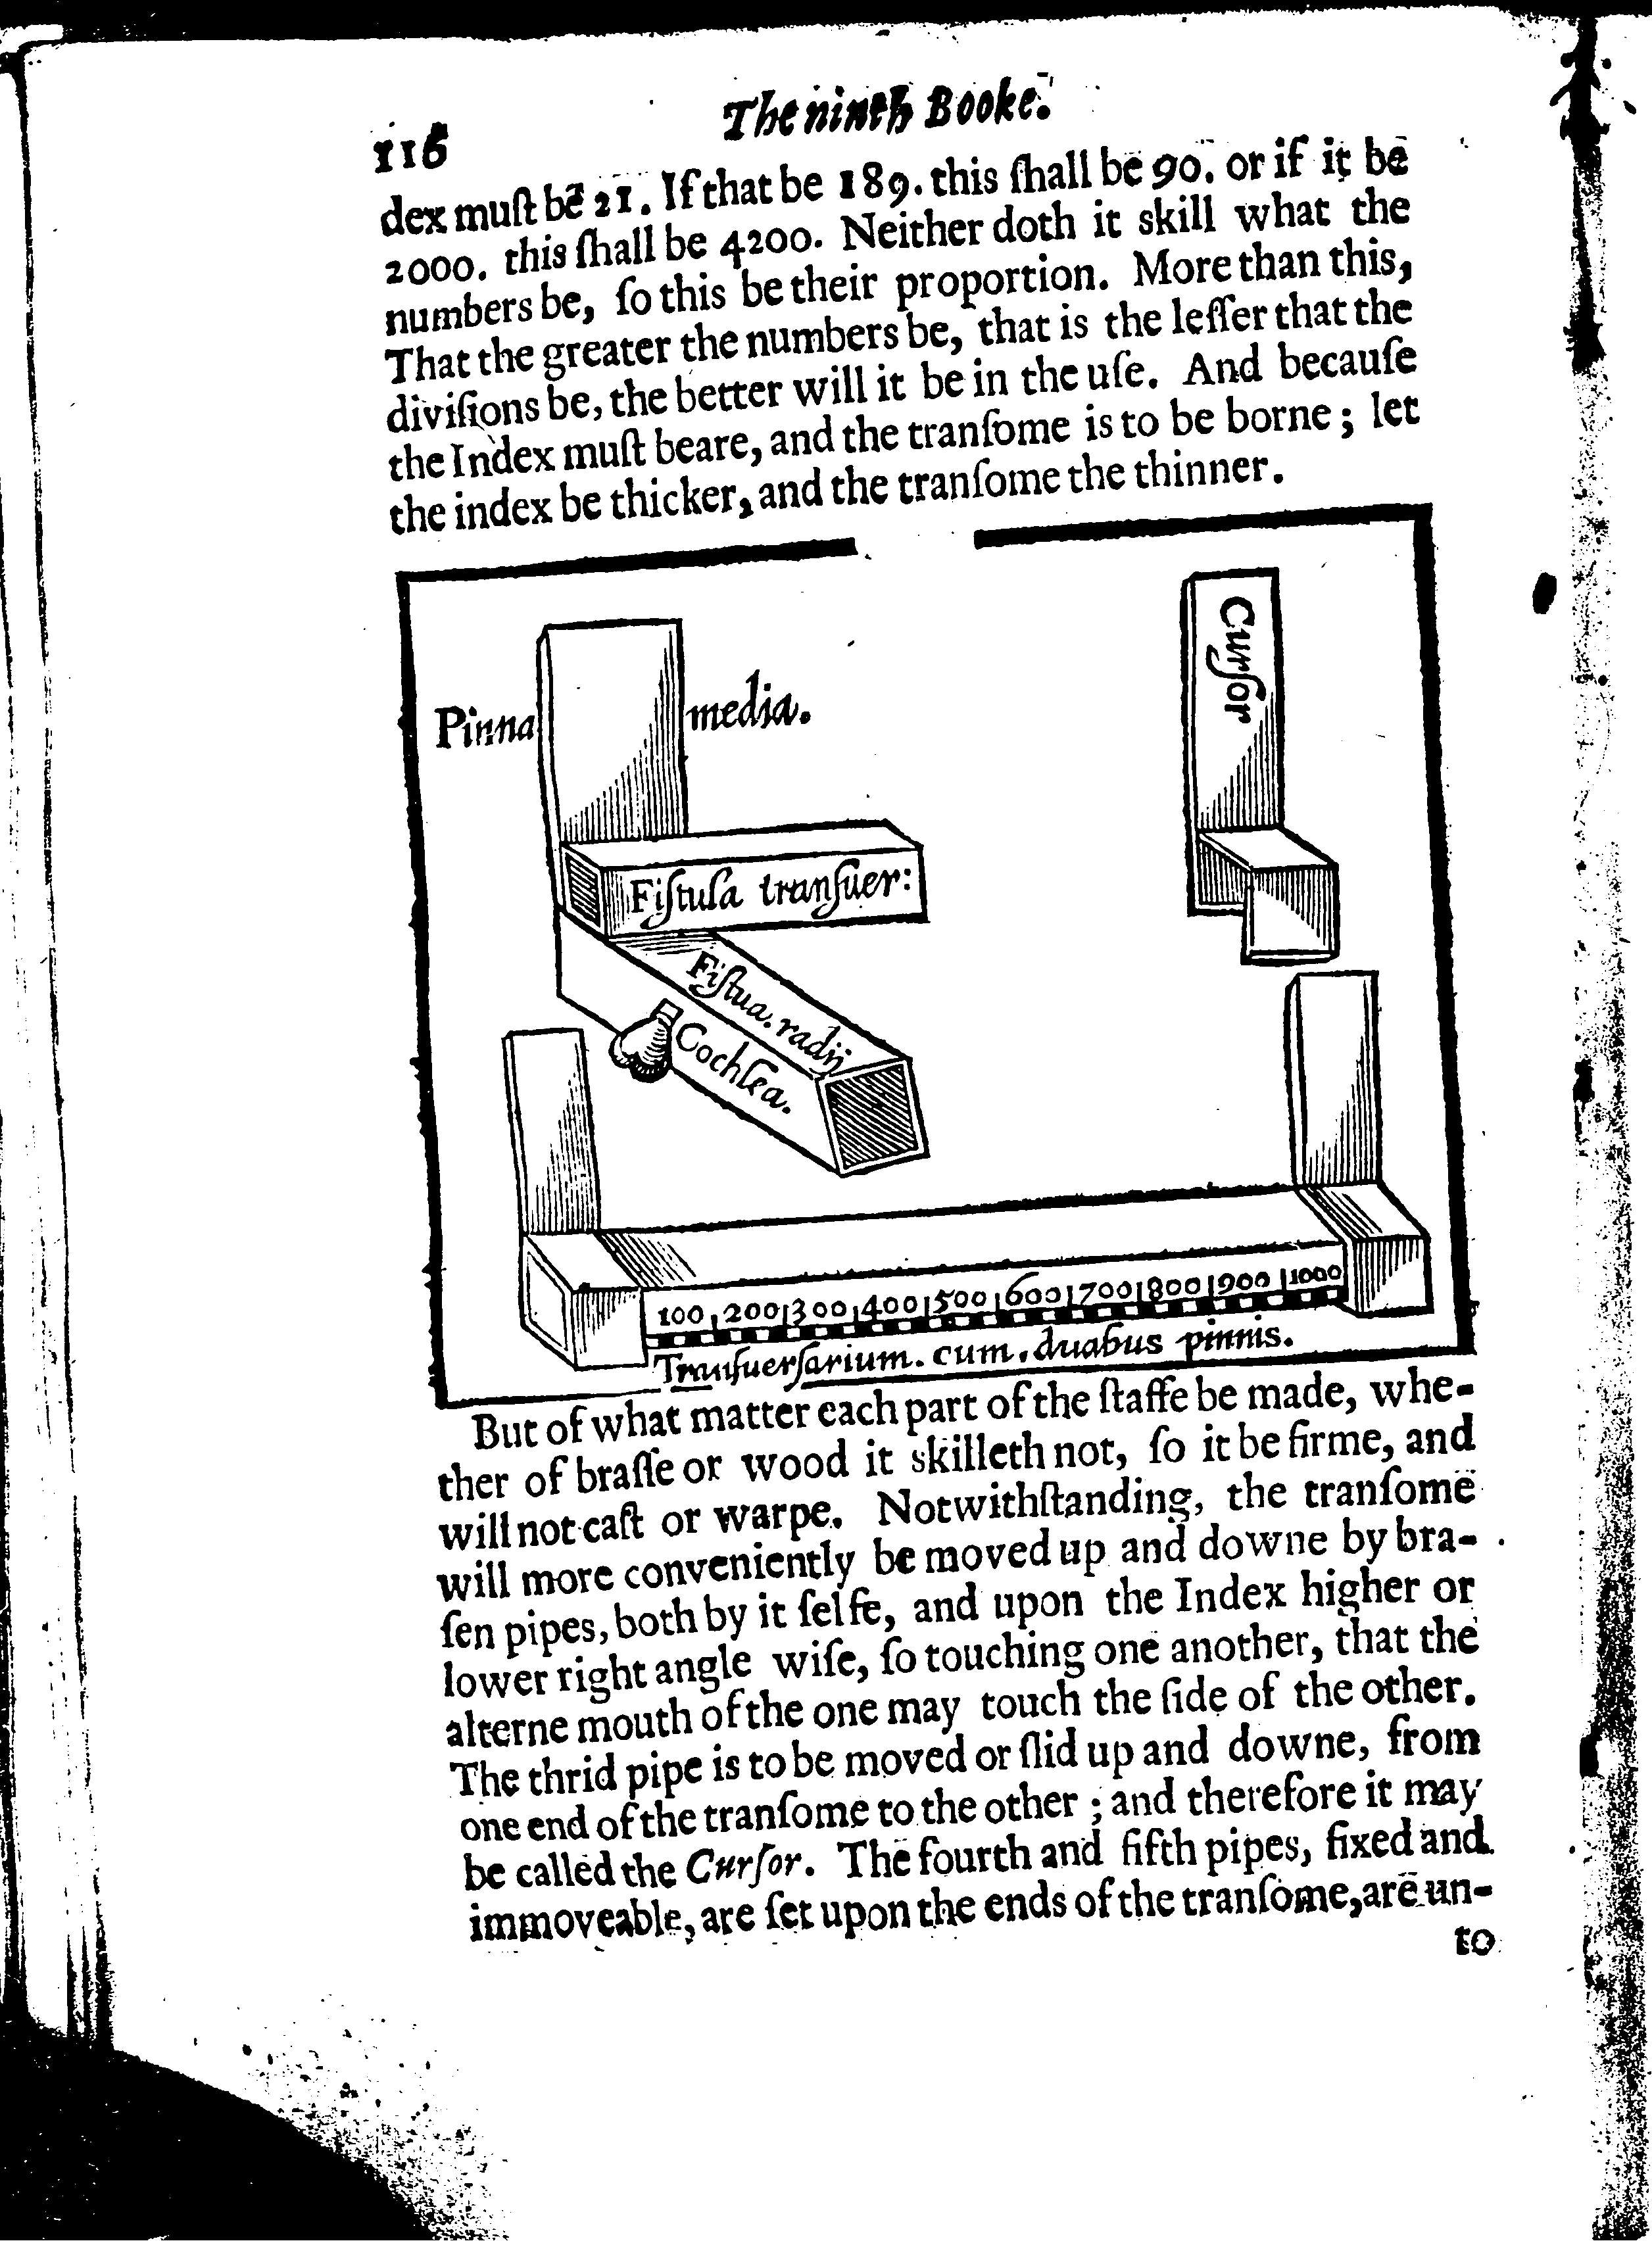 116
The ninth Booke.
dex muſt be 21. If that be 189. this ſhall be 90. or if it be
2000. this ſhall be 4200. Neither doth it skill what the
numbers be, ſo this be their proportion. More than this,
That the greater the numbers be, that is the leſſer that the
diviſions be, the better will it be in the uſe. And becauſe
the Index muſt beare, and the tranſome is to be borne; let
the index be thicker, and the tranſome the thinner.
Curſor
Pinna media.
Fiſtula tranſuer:
Fiſtua. radij
Cochlea.
100 200 300 400 500 600 700 800 900 1000
Tranſuerſarium. cum. duabus pinnis.
But of what matter each part of the ſtaffe be made, whe-
ther of braſſe or wood it skilleth not, ſo it be firme, and
will not caſt or warpe. Notwithſtanding, the tranſome
will more conveniently be moved up and downe by bra-
ſen pipes, both by it ſelfe, and upon the Index higher or
lower right angle wiſe, ſo touching one another, that the
alterne mouth of the one may touch the ſide of the other.
The thrid pipe is to be moved or ſlid up and downe, from
one end of the tranſome to the other; and therefore it may
be called the Curſor. The fourth and fifth pipes, fixed and
immoveable, are ſet upon the ends of the tranſome, are un-
to